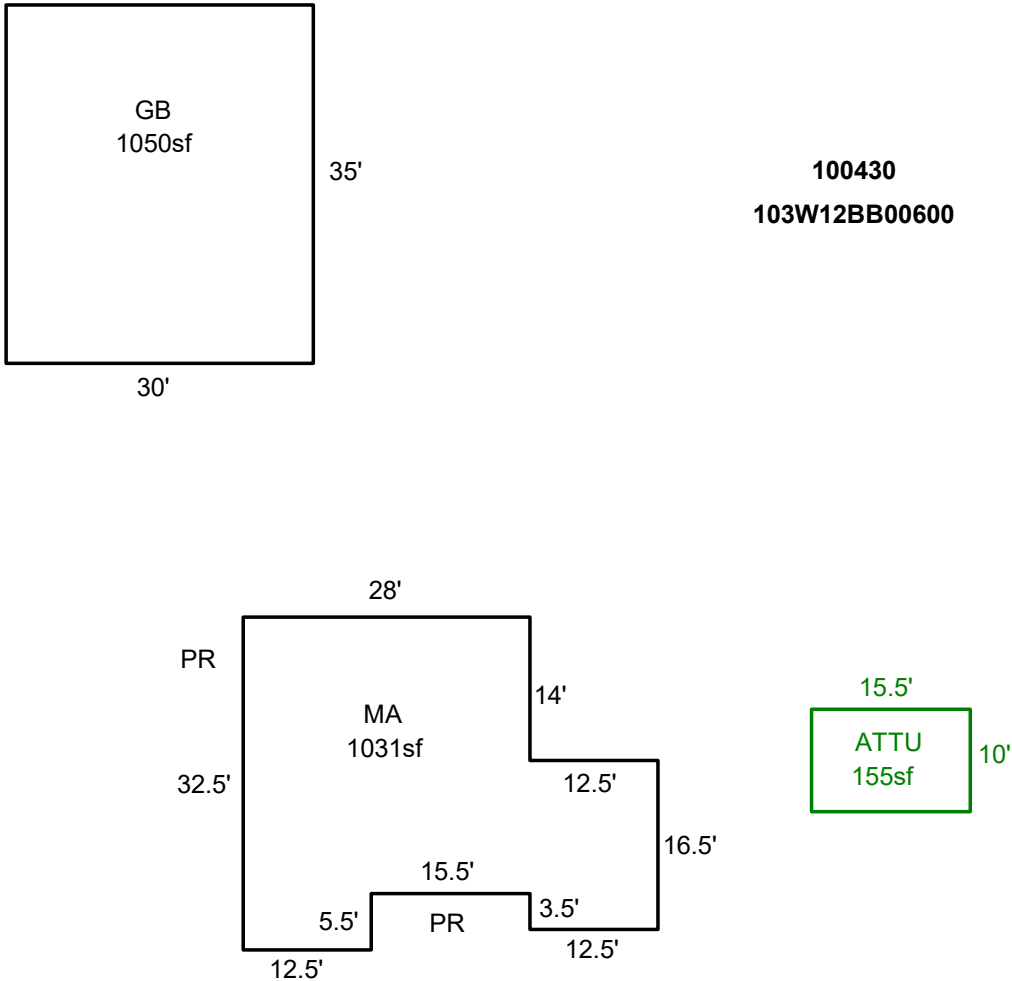 GB
1050sf
35'
100430
103W12BB00600
30'
28'
PR
14'
MA
1031sf
15.5'
ATTU
155sf
10'
32.5'
12.5'
16.5'
15.5'
5.5'
PR
3.5'
12.5'
12.5'